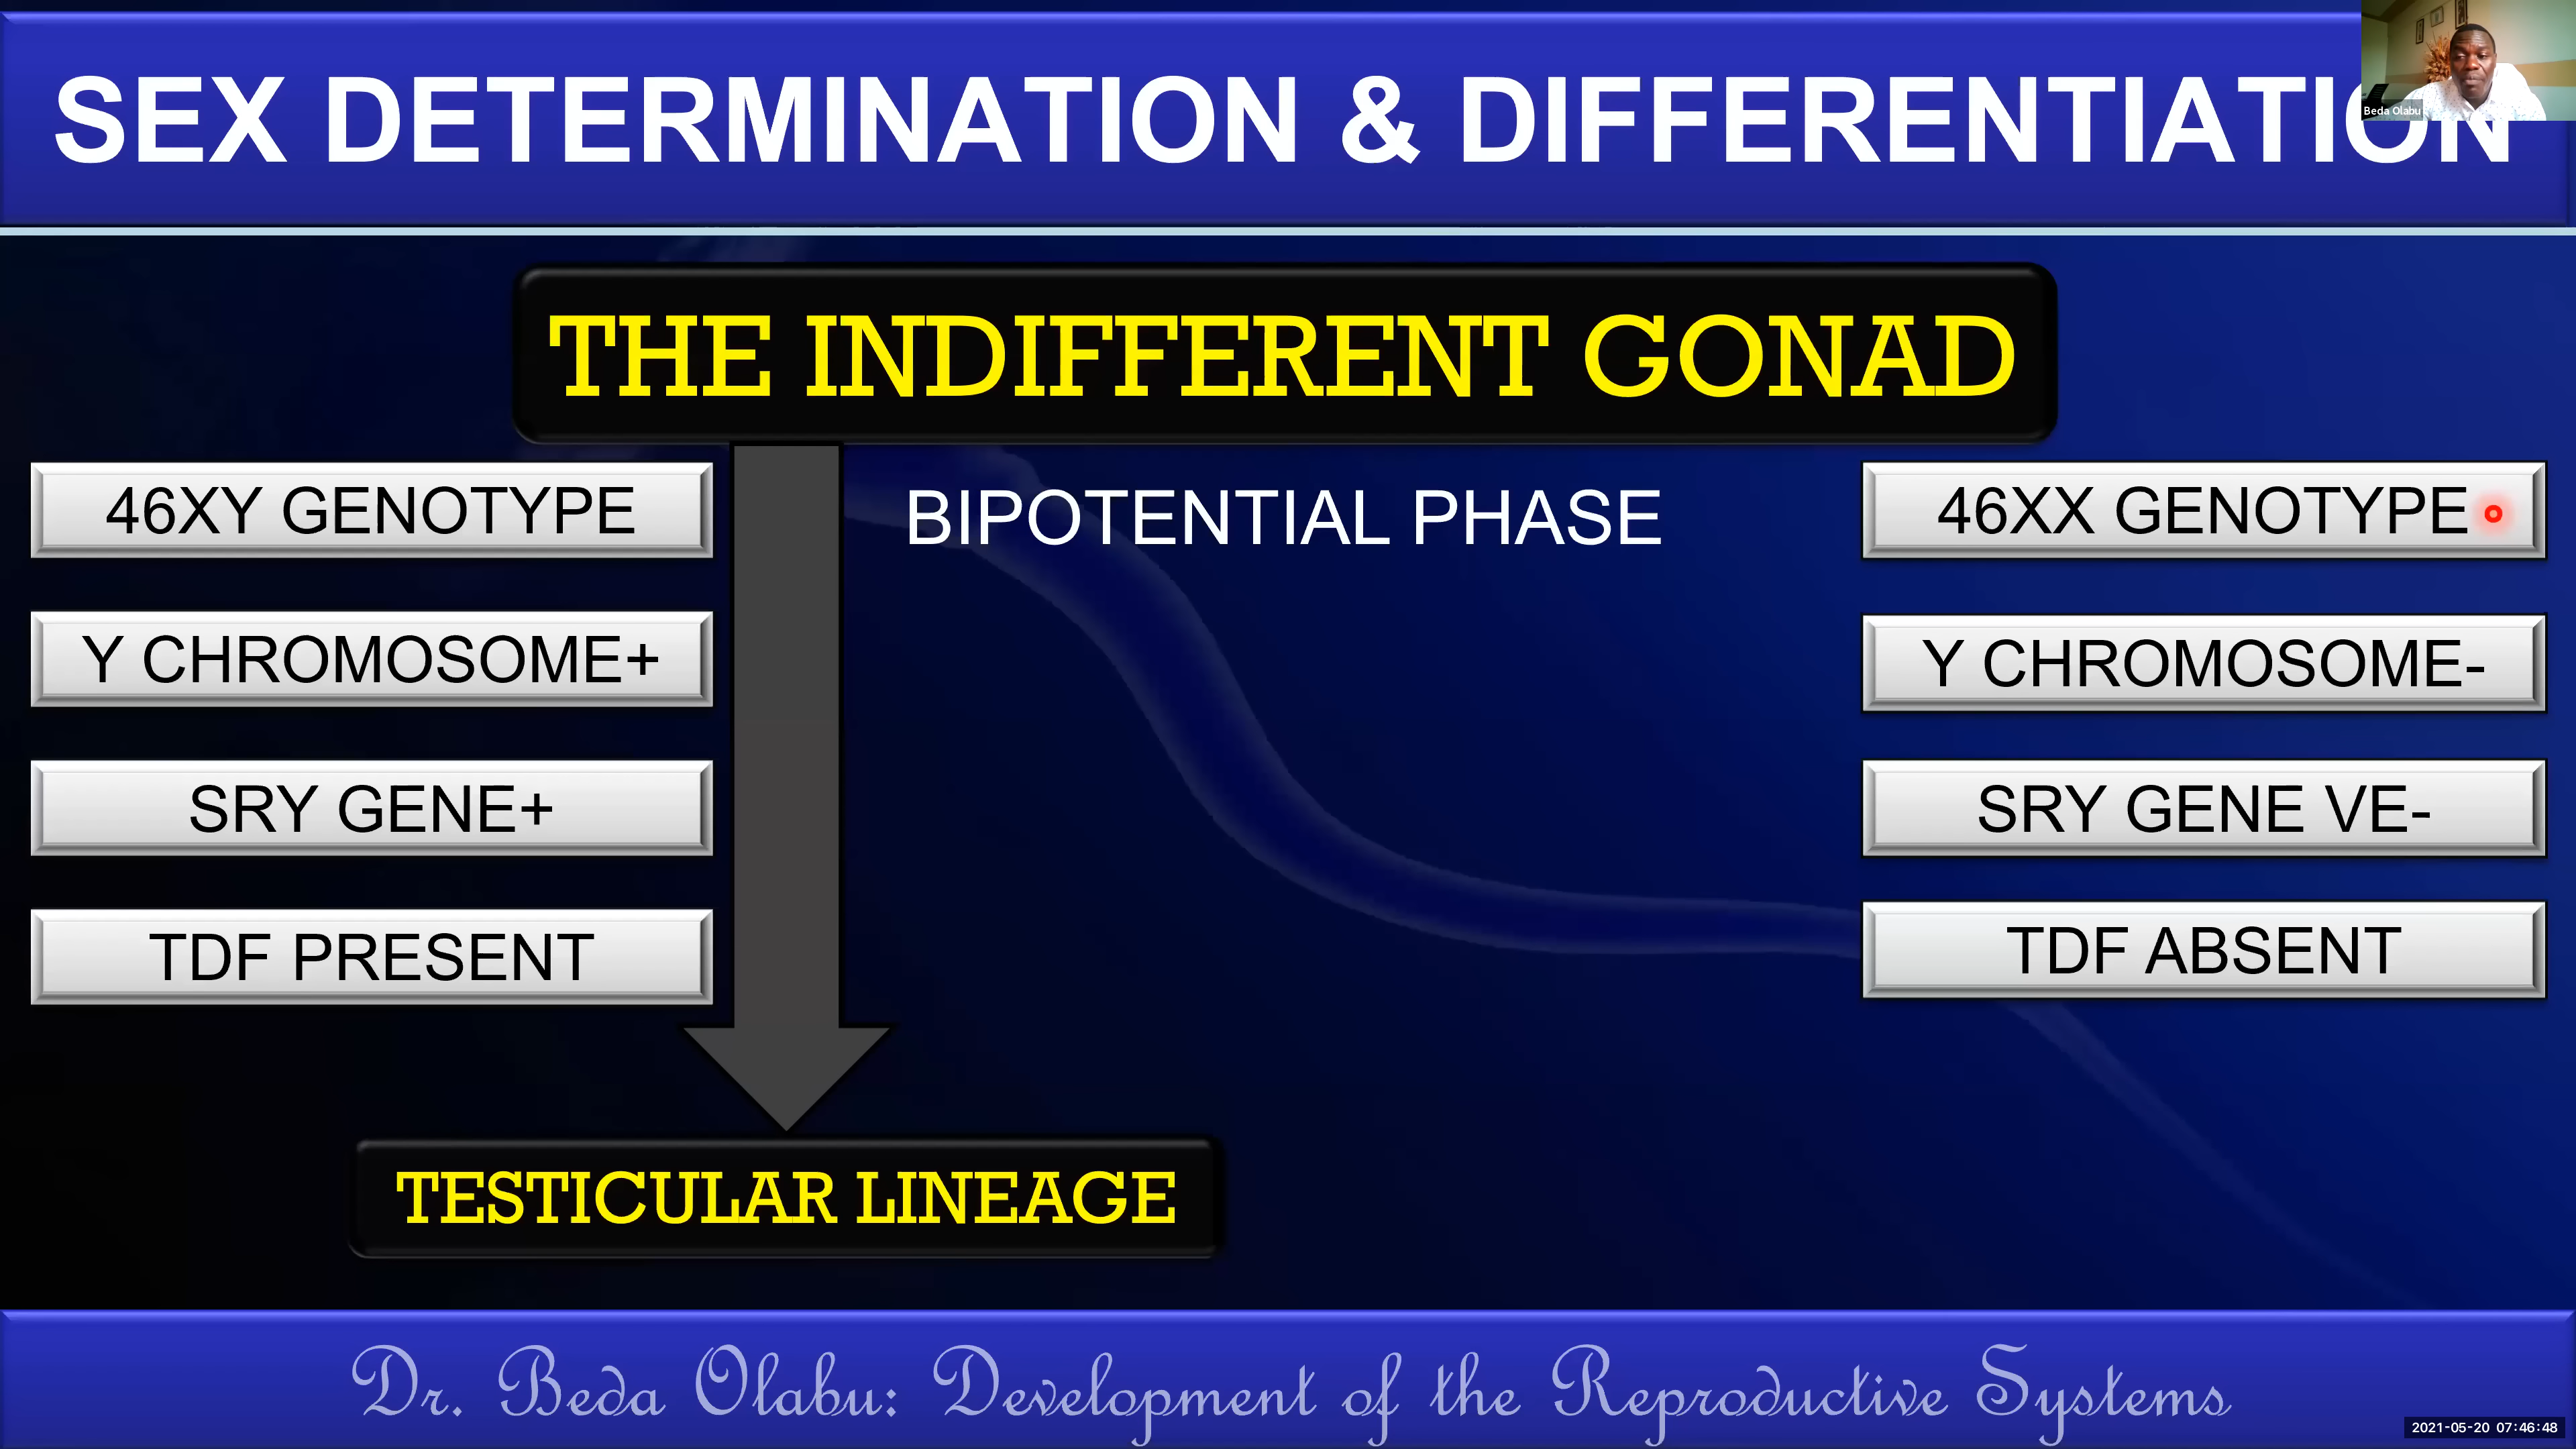 SEX DETERMINATION & DIFFERENTIATION
Beda Olabu
THE INDIFFERENT GONAD
46XY GENOTYPE
BIPOTENTIAL PHASE
46XX GENOTYPE
Y CHROMOSOME+
Y CHROMOSOME-
SRY GENE+
SRY GENE VE-
TDF PRESENT
TDF ABSENT
TESTICULAR LINEAGE
Dr. Beda Olabu: Development of the Reproductive Systems
2021-05-20 07:46:48